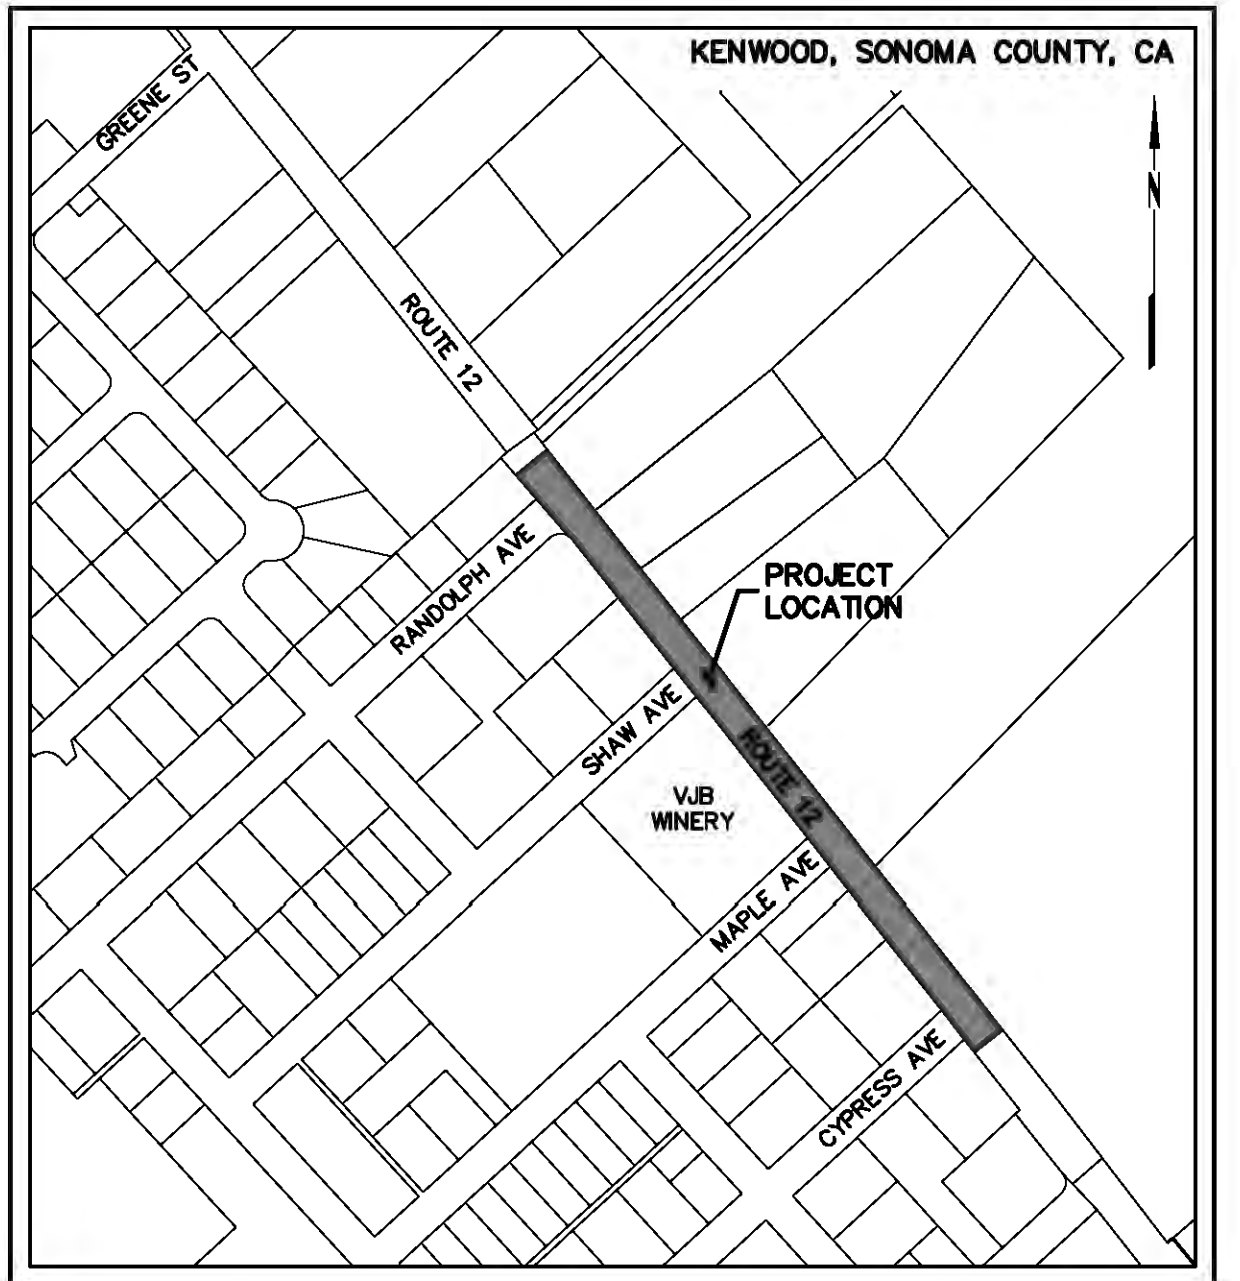 KENWOOD, SONOMA COUNTY, CA
GREENE ST
N
ROUTE 12
RANDOLPH AVE
PROJECT
LOCATION
SHAW AVE
ROUTE 12
VJB
WINERY
MAPLE AVE
CYPRESS AVE